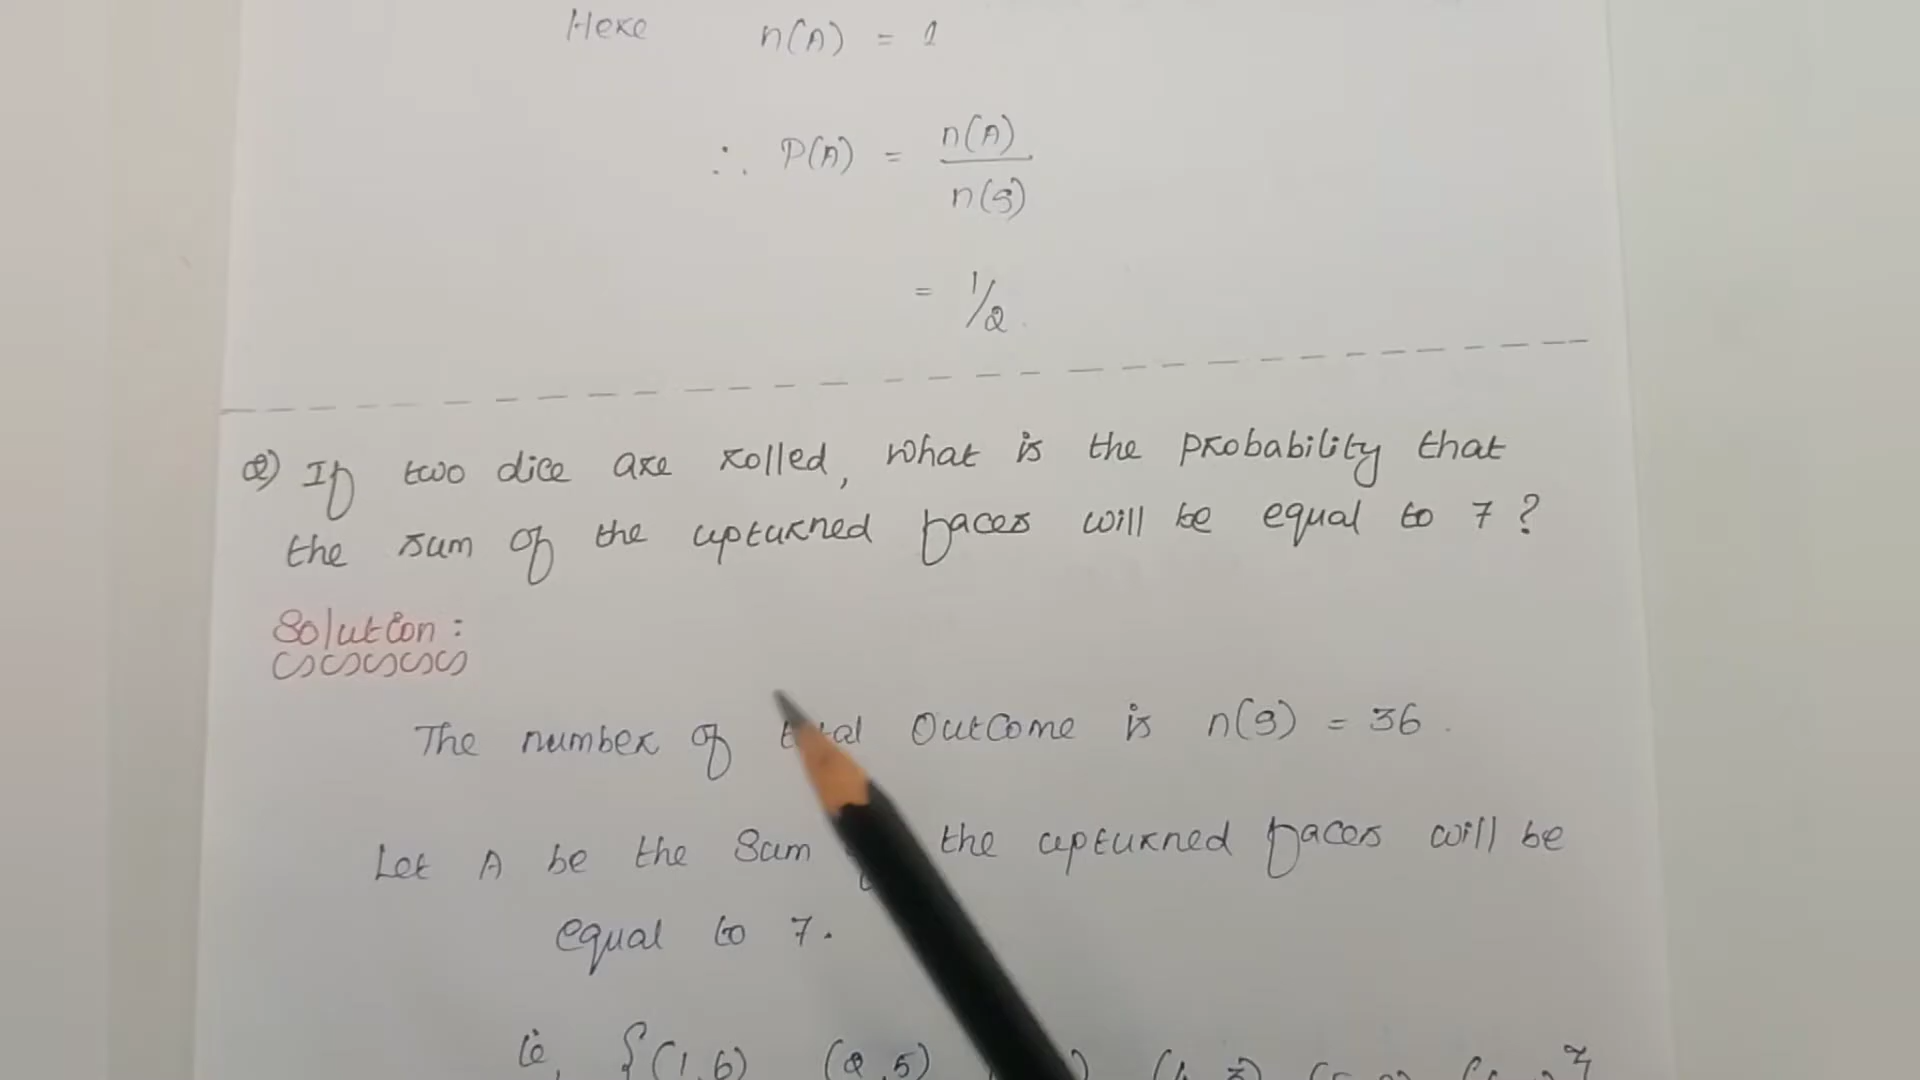 Here n(A) = 1
∴ P(A) = n(A)
n(S)
= 1/2
2) If two dice are rolled, what is the probability that
the sum of the upturned faces will be equal to 7?
Solution:
The number of total Outcome is n(S) = 36.
Let A be the Sum the upturned faces will be
equal to 7.
ie, {(1,6) (2,5)